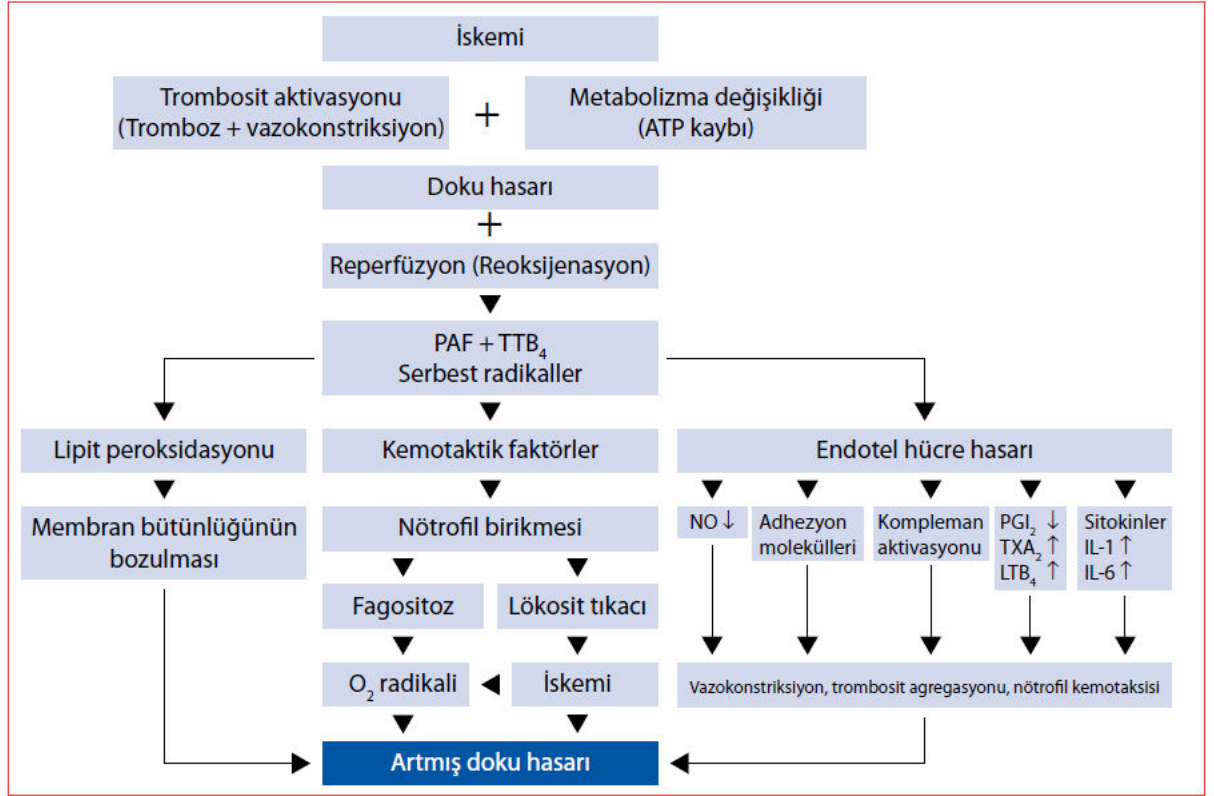 İskemi
Trombosit aktivasyonu
(Tromboz + vazokonstriksiyon)
+
Metabolizma değişikliği
(ATP kaybı)
Doku hasarı
+
Reperfüzyon (Reoksijenasyon)
PAF + TTB₄
Serbest radikaller
Lipit peroksidasyonu
Kemotaktik faktörler
Endotel hücre hasarı
Membran bütünlüğünün
bozulması
Nötrofil birikmesi
NO ↓
Adhezyon
molekülleri
Kompleman
aktivasyonu
PGI₂ ↓
TXA₂ ↑
LTB₄ ↑
Sitokinler
IL-1 ↑
IL-6 ↑
Fagositoz
Lökosit tıkacı
O₂ radikali
İskemi
Vazokonstriksiyon, trombosit agregasyonu, nötrofil kemotaksisi
Artmış doku hasarı